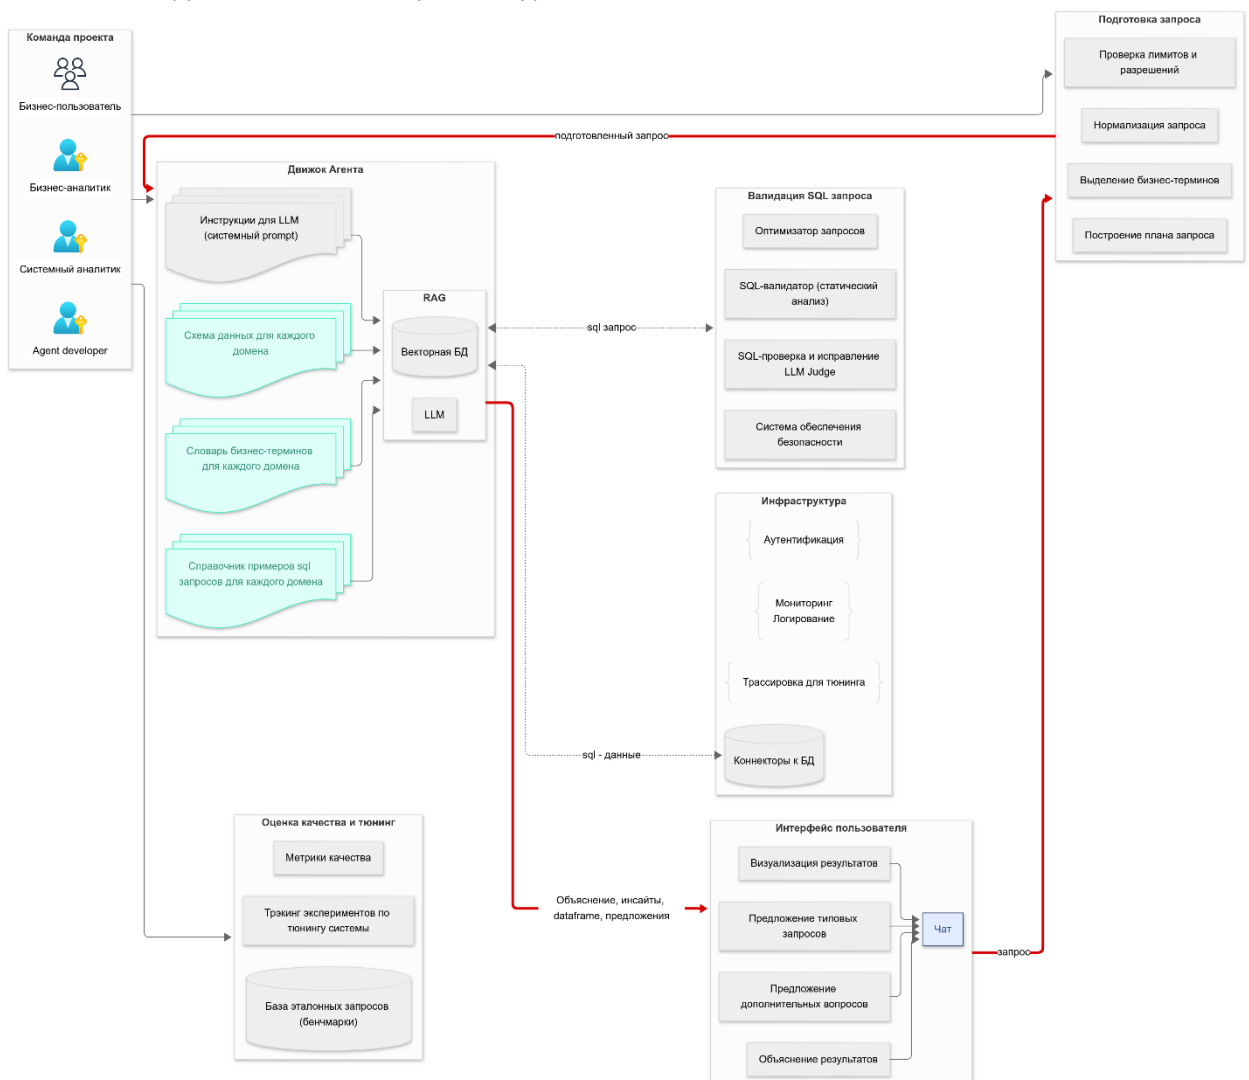 Команда проекта
Бизнес-пользователь
Бизнес-аналитик
Системный аналитик
Agent developer
Подготовка запроса
Проверка лимитов и
разрешений
Нормализация запроса
Выделение бизнес-терминов
Построение плана запроса
подготовленный запрос
Движок Агента
Инструкции для LLM
(системный prompt)
Схема данных для каждого
домена
Словарь бизнес-терминов
для каждого домена
Справочник примеров sql
запросов для каждого домена
RAG
Векторная БД
LLM
sql запрос
Валидация SQL запроса
Оптимизатор запросов
SQL-валидатор (статический
анализ)
SQL-проверка и исправление
LLM Judge
Система обеспечения
безопасности
Инфраструктура
Аутентификация
Мониторинг
Логирование
Трассировка для тюнинга
Коннекторы к БД
sql - данные
Оценка качества и тюнинг
Метрики качества
Трэкинг экспериментов по
тюнингу системы
База эталонных запросов
(бенчмарки)
Объяснение, инсайты,
dataframe, предложения
Интерфейс пользователя
Визуализация результатов
Предложение типовых
запросов
Предложение
дополнительных вопросов
Объяснение результатов
Чат
запрос